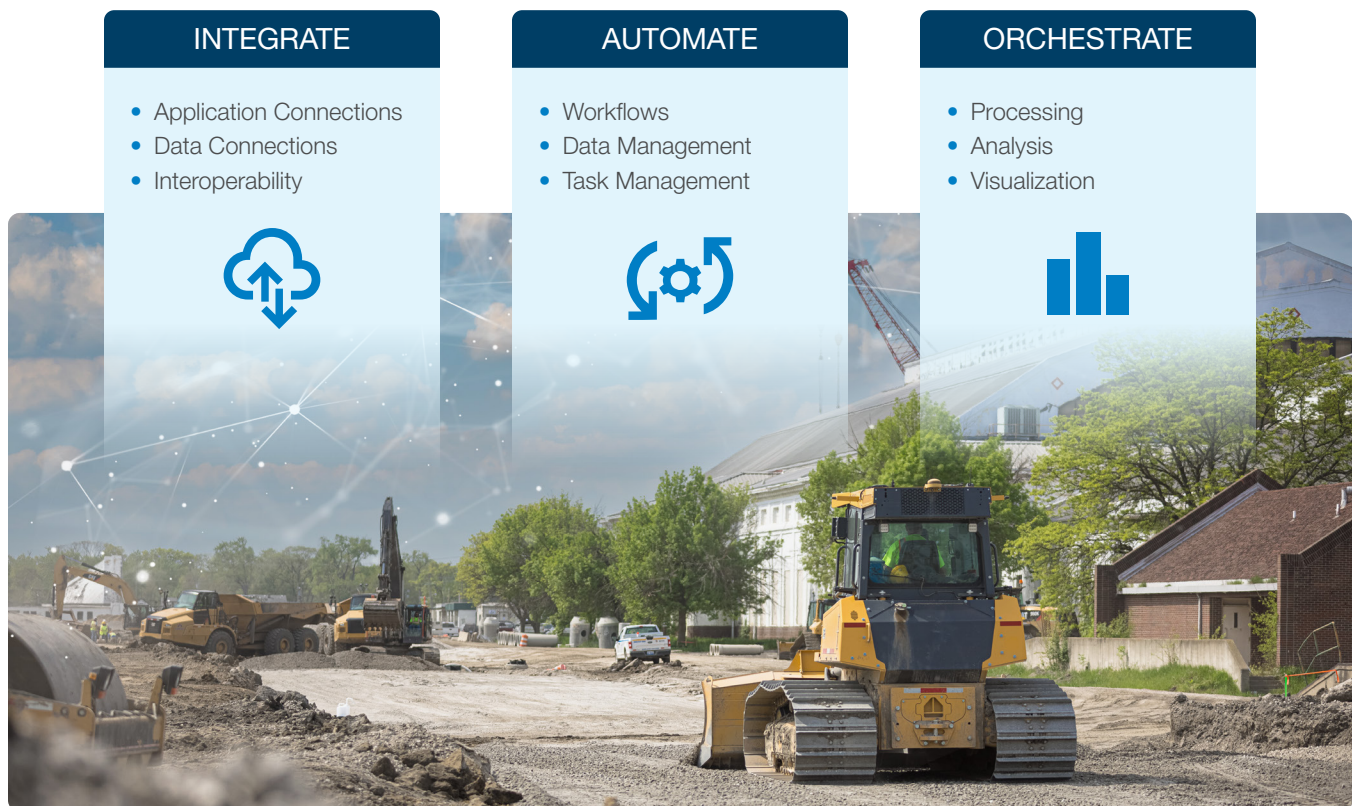 INTEGRATE
• Application Connections
• Data Connections
• Interoperability
AUTOMATE
• Workflows
• Data Management
• Task Management
ORCHESTRATE
• Processing
• Analysis
• Visualization